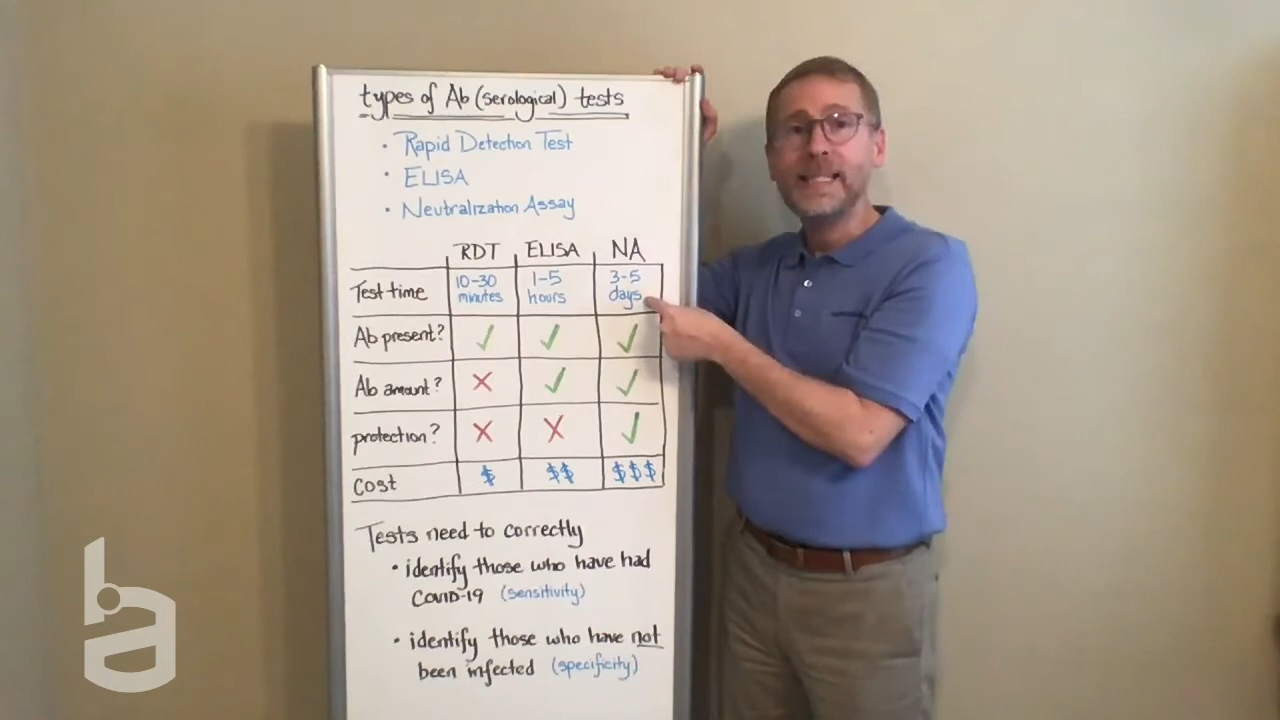 types of Ab (serological) tests
• Rapid Detection Test
• ELISA
• Neutralization Assay
RDT ELISA NA
Test time 10-30 minutes 1-5 hours 3-5 days
Ab present? ✓ ✓ ✓
Ab amount? ✗ ✓ ✓
protection? ✗ ✗ ✓
cost $ $$ $$$
Tests need to correctly
• identify those who have had
COVID-19 (sensitivity)
• identify those who have not
been infected (specificity)
ba